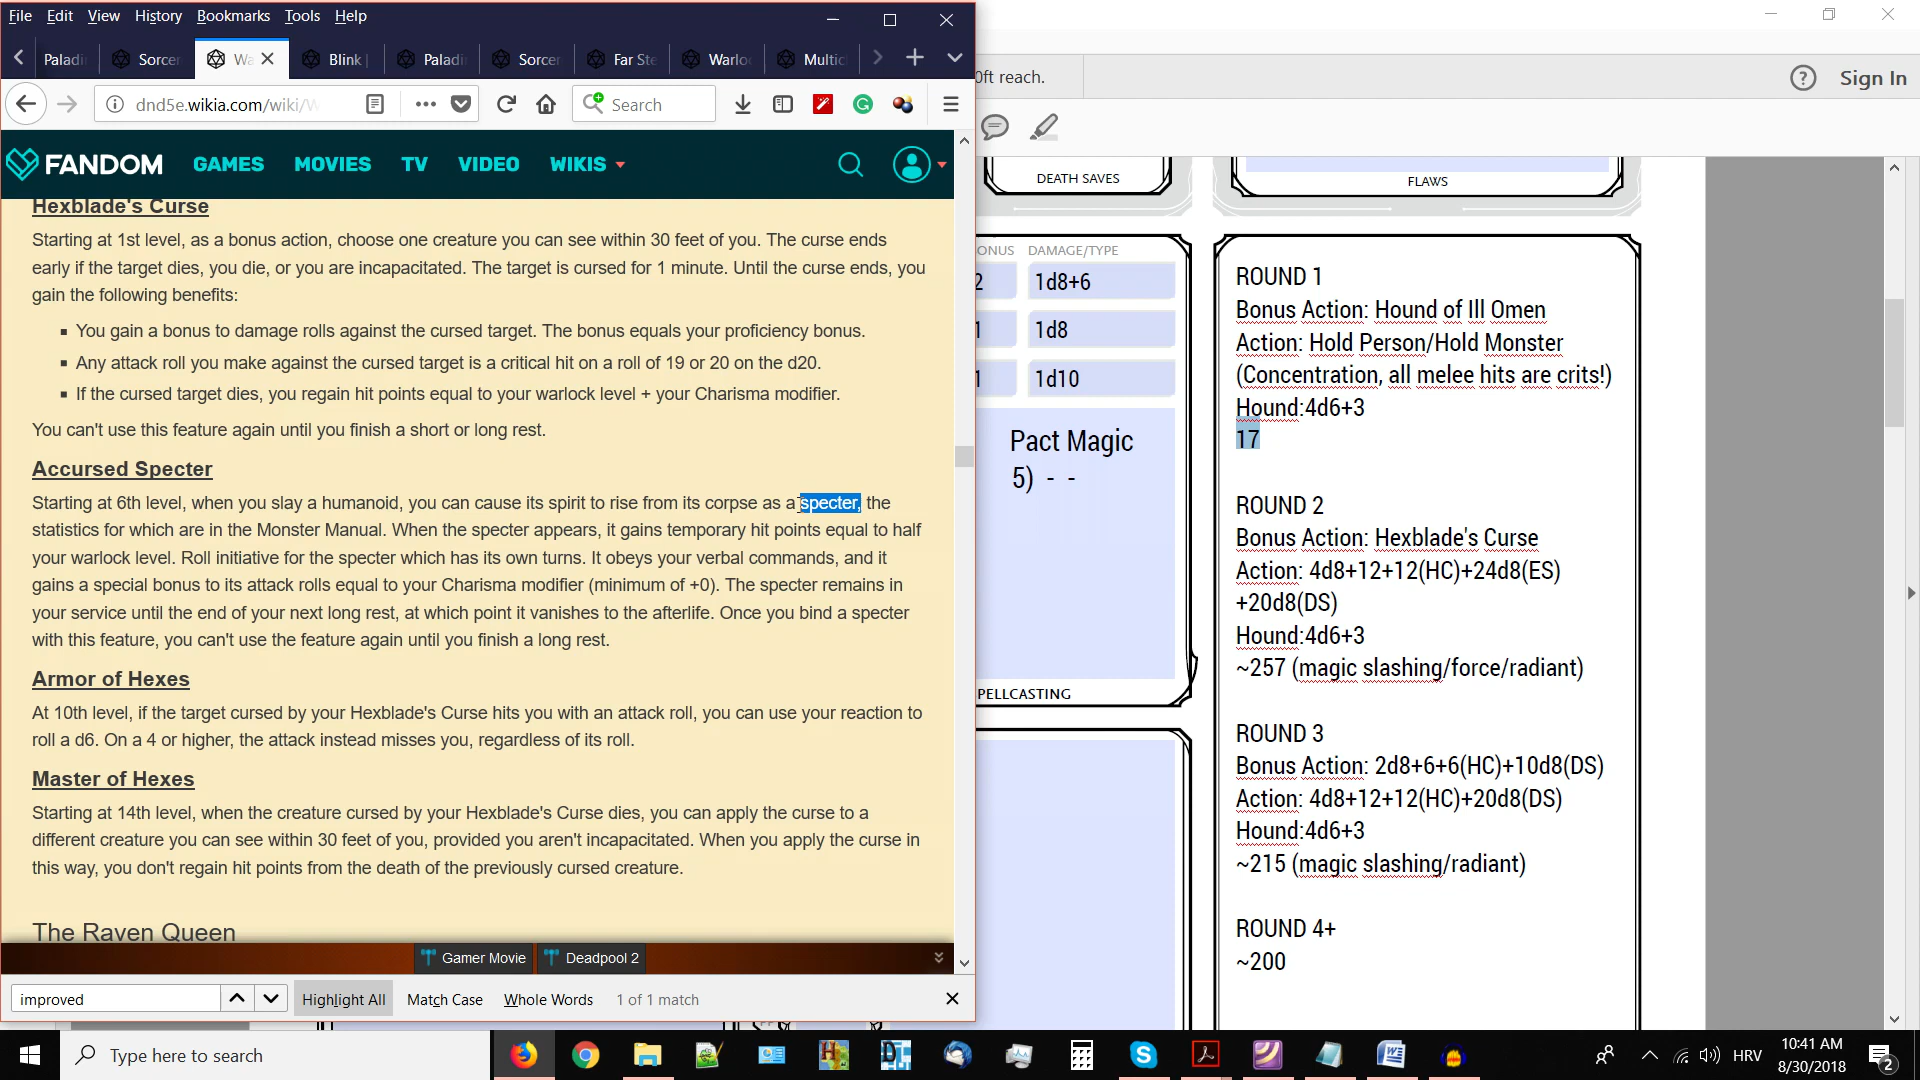 File Edit View History Bookmarks Tools Help
Paladi Sorce Wa Blink Paladi Sorcer Far Ste Warlo Multic
dnd5e.wikia.com/wiki/W
Search
FANDOM GAMES MOVIES TV VIDEO WIKIS
Hexblade's Curse
Starting at 1st level, as a bonus action, choose one creature you can see within 30 feet of you. The curse ends
early if the target dies, you die, or you are incapacitated. The target is cursed for 1 minute. Until the curse ends, you
gain the following benefits:
You gain a bonus to damage rolls against the cursed target. The bonus equals your proficiency bonus.
Any attack roll you make against the cursed target is a critical hit on a roll of 19 or 20 on the d20.
If the cursed target dies, you regain hit points equal to your warlock level + your Charisma modifier.
You can't use this feature again until you finish a short or long rest.
Accursed Specter
Starting at 6th level, when you slay a humanoid, you can cause its spirit to rise from its corpse as a specter, the
statistics for which are in the Monster Manual. When the specter appears, it gains temporary hit points equal to half
your warlock level. Roll initiative for the specter which has its own turns. It obeys your verbal commands, and it
gains a special bonus to its attack rolls equal to your Charisma modifier (minimum of +0). The specter remains in
your service until the end of your next long rest, at which point it vanishes to the afterlife. Once you bind a specter
with this feature, you can't use the feature again until you finish a long rest.
Armor of Hexes
At 10th level, if the target cursed by your Hexblade's Curse hits you with an attack roll, you can use your reaction to
roll a d6. On a 4 or higher, the attack instead misses you, regardless of its roll.
Master of Hexes
Starting at 14th level, when the creature cursed by your Hexblade's Curse dies, you can apply the curse to a
different creature you can see within 30 feet of you, provided you aren't incapacitated. When you apply the curse in
this way, you don't regain hit points from the death of the previously cursed creature.
The Raven Queen
Gamer Movie Deadpool 2
improved Highlight All Match Case Whole Words 1 of 1 match
0ft reach.
Sign In
DEATH SAVES
FLAWS
ONUS DAMAGE/TYPE
2 1d8+6
1 1d8
1 1d10
Pact Magic
5) - -
PELLCASTING
ROUND 1
Bonus Action: Hound of Ill Omen
Action: Hold Person/Hold Monster
(Concentration, all melee hits are crits!)
Hound:4d6+3
17
ROUND 2
Bonus Action: Hexblade's Curse
Action: 4d8+12+12(HC)+24d8(ES)
+20d8(DS)
Hound:4d6+3
~257 (magic slashing/force/radiant)
ROUND 3
Bonus Action: 2d8+6+6(HC)+10d8(DS)
Action: 4d8+12+12(HC)+20d8(DS)
Hound:4d6+3
~215 (magic slashing/radiant)
ROUND 4+
~200
Type here to search
HRV
10:41 AM
8/30/2018
2